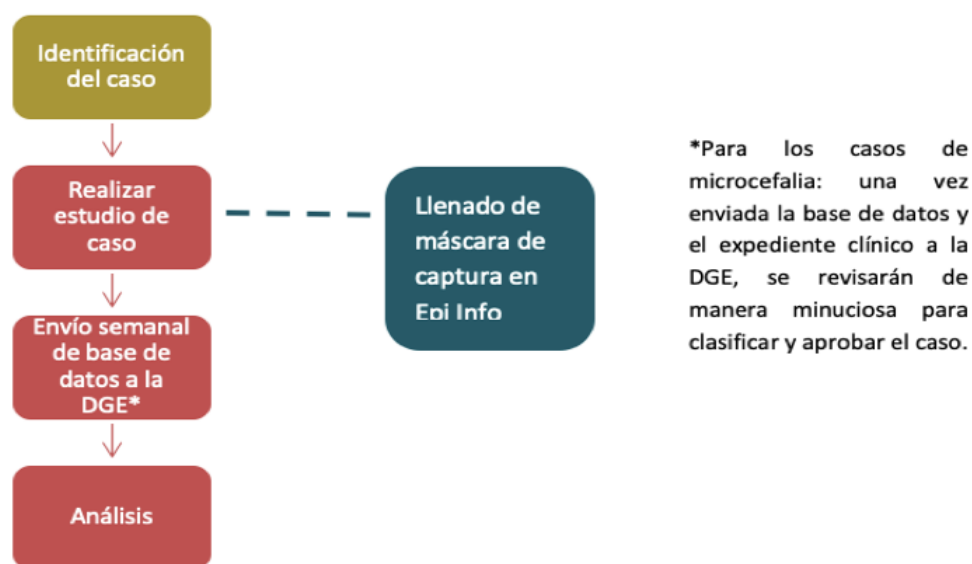 Identificación
del caso
Realizar
estudio de
caso
Llenado de
máscara de
captura en
Epi Info
Envío semanal
de base de
datos a la
DGE*
Análisis
*Para los casos de
microcefalia: una vez
enviada la base de datos y
el expediente clínico a la
DGE, se revisarán de
manera minuciosa para
clasificar y aprobar el caso.